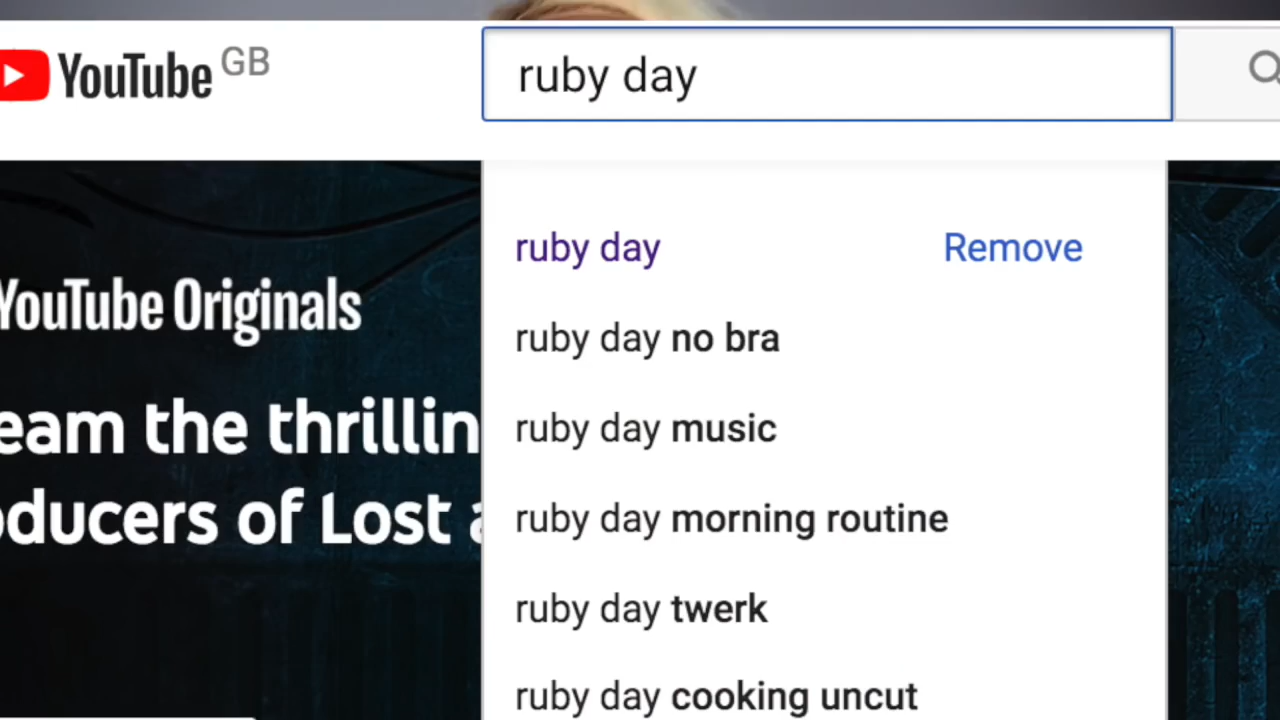 YouTube GB
ruby day
ruby day Remove
ruby day no bra
YouTube Originals
ruby day music
eam the thrillin
ruby day morning routine
oducers of Lost a
ruby day twerk
ruby day cooking uncut